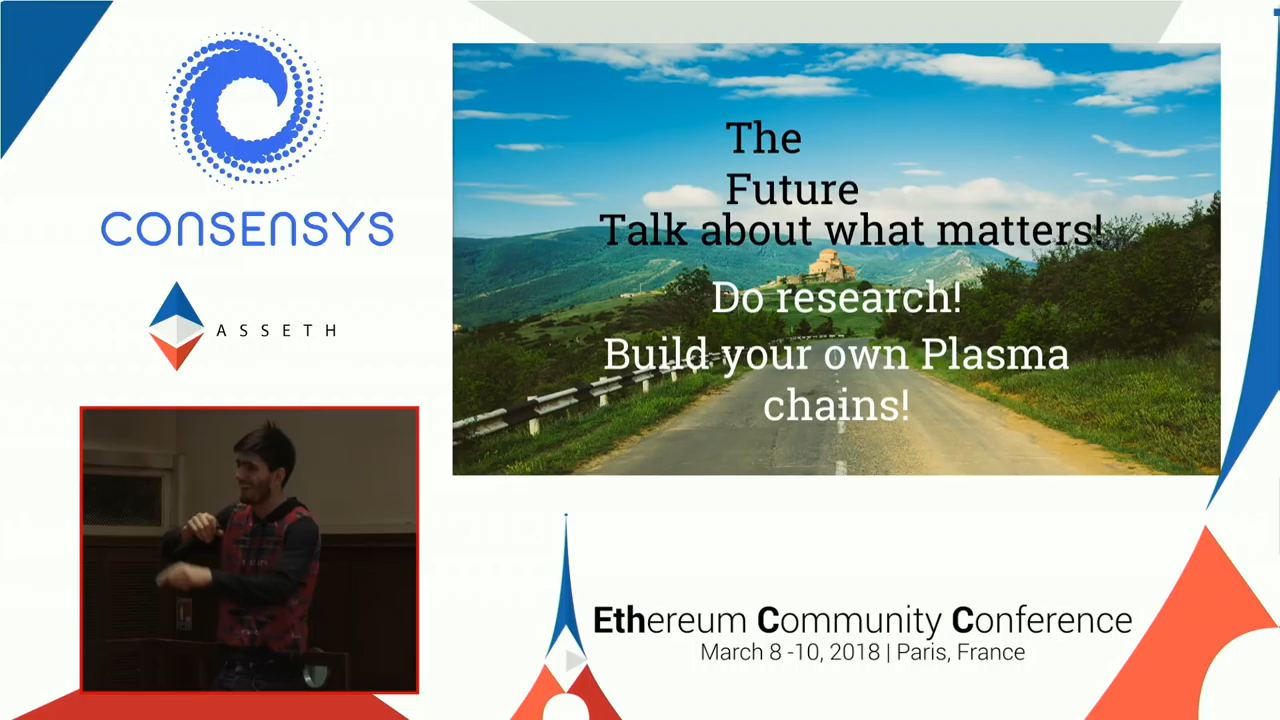 CONSENSYS
ASSETH
The
Future
Talk about what matters!
Do research!
Build your own Plasma
chains!
Ethereum Community Conference
March 8 -10, 2018 | Paris, France